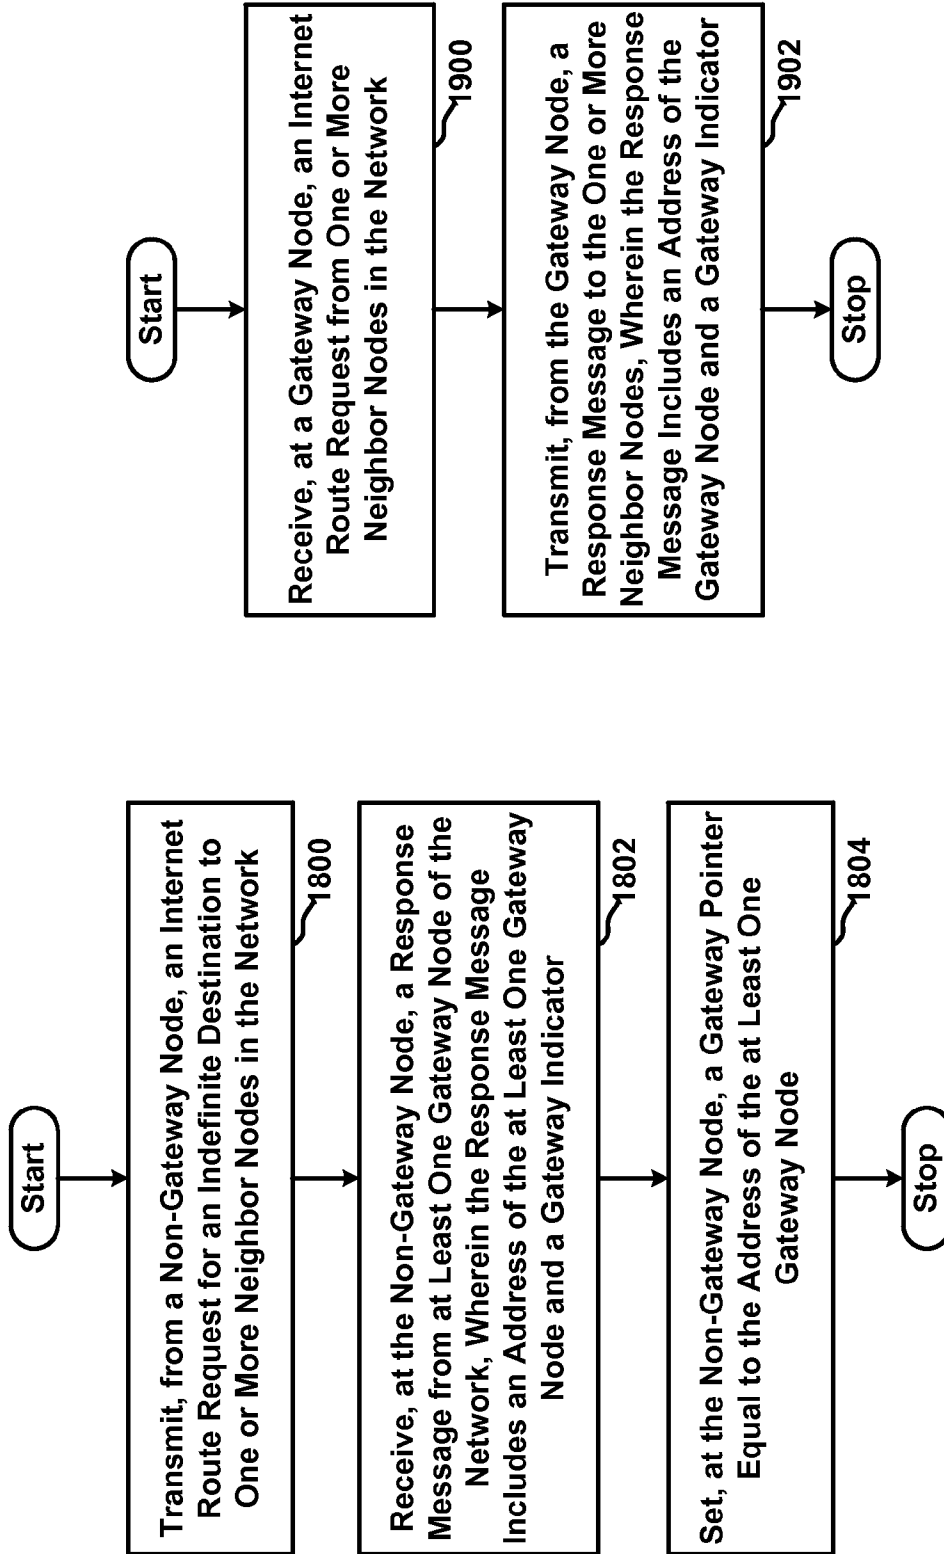 Start
Transmit, from a Non-Gateway Node, an Internet
Route Request for an Indefinite Destination to
One or More Neighbor Nodes in the Network
1800
Receive, at the Non-Gateway Node, a Response
Message from at Least One Gateway Node of the
Network, Wherein the Response Message
Includes an Address of the at Least One Gateway
Node and a Gateway Indicator
1802
Set, at the Non-Gateway Node, a Gateway Pointer
Equal to the Address of the at Least One
Gateway Node
1804
Stop
Start
Receive, at a Gateway Node, an Internet
Route Request from One or More
Neighbor Nodes in the Network
1900
Transmit, from the Gateway Node, a
Response Message to the One or More
Neighbor Nodes, Wherein the Response
Message Includes an Address of the
Gateway Node and a Gateway Indicator
1902
Stop